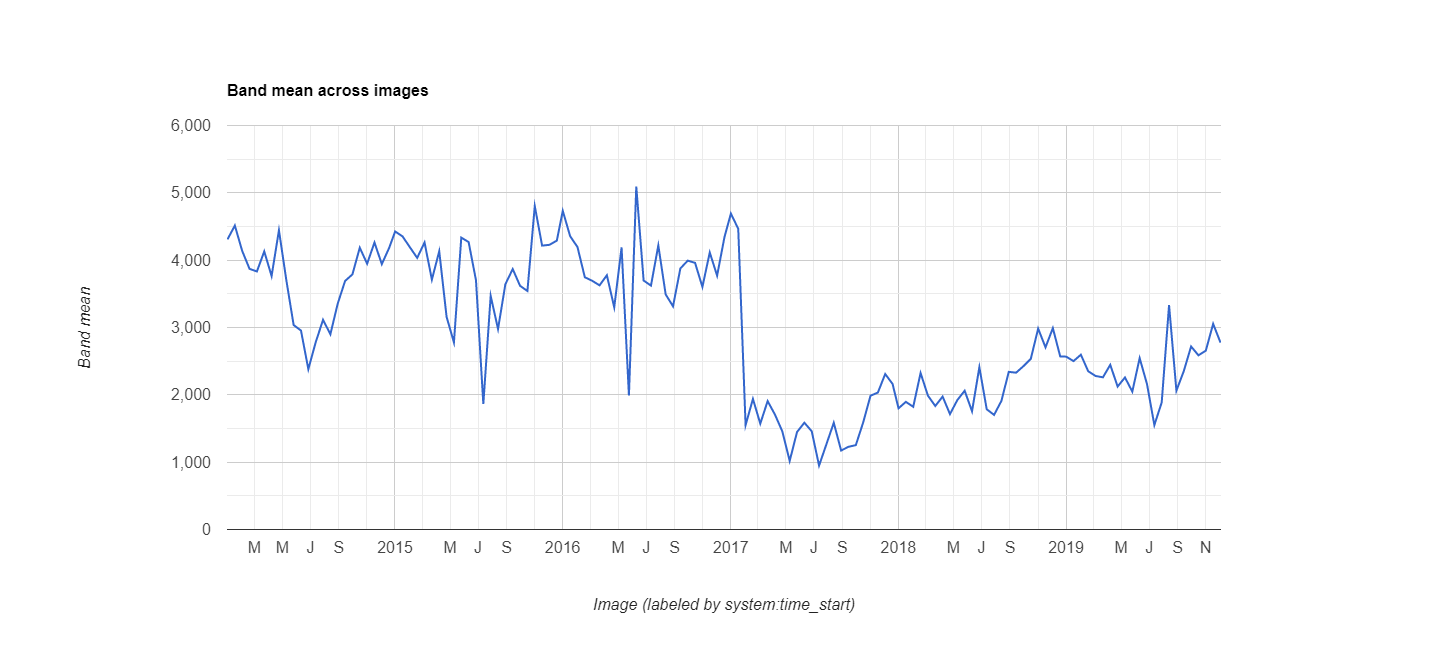 Band mean across images
6,000
5,000
4,000
3,000
2,000
1,000
0
Band mean
M M J S 2015 M J S 2016 M J S 2017 M J S 2018 M J S 2019 M J S N
Image (labeled by system:time_start)